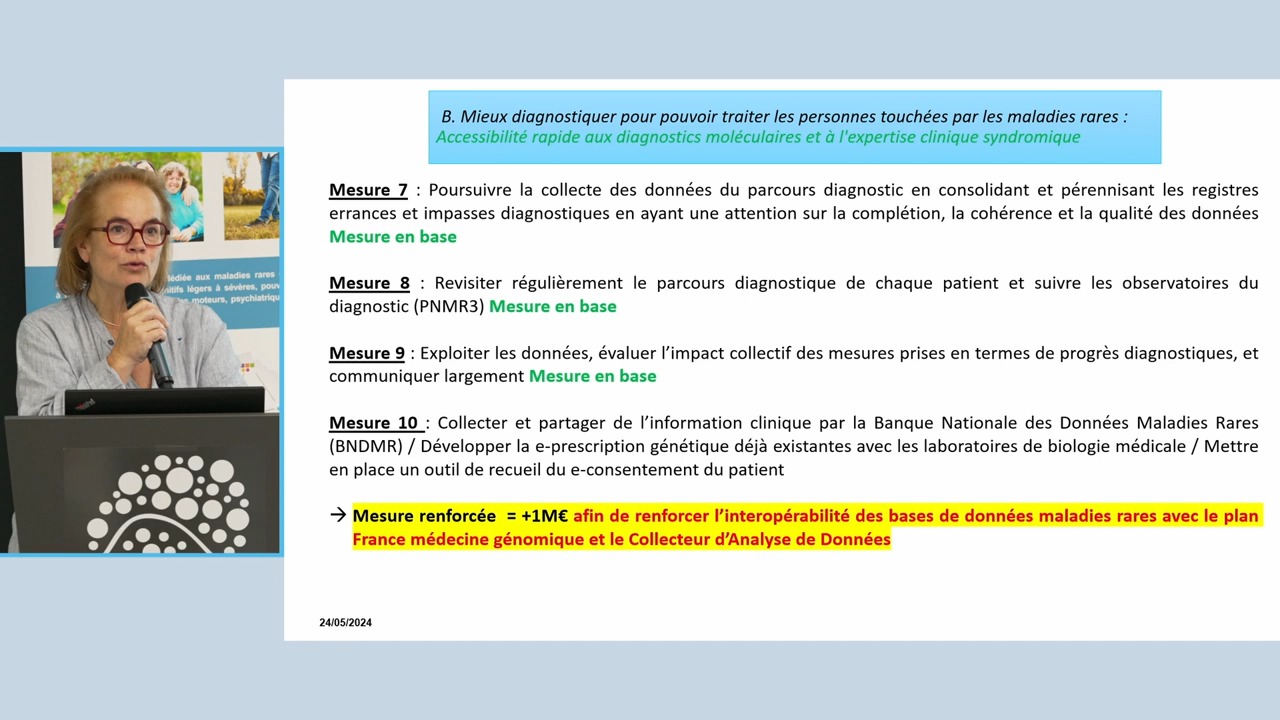 B. Mieux diagnostiquer pour pouvoir traiter les personnes touchées par les maladies rares :
Accessibilité rapide aux diagnostics moléculaires et à l'expertise clinique syndromique
Mesure 7 : Poursuivre la collecte des données du parcours diagnostic en consolidant et pérennisant les registres
errances et impasses diagnostiques en ayant une attention sur la complétion, la cohérence et la qualité des données
Mesure en base
Mesure 8 : Revisiter régulièrement le parcours diagnostique de chaque patient et suivre les observatoires du
diagnostic (PNMR3) Mesure en base
Mesure 9 : Exploiter les données, évaluer l’impact collectif des mesures prises en termes de progrès diagnostiques, et
communiquer largement Mesure en base
Mesure 10 : Collecter et partager de l’information clinique par la Banque Nationale des Données Maladies Rares
(BNDMR) / Développer la e-prescription génétique déjà existantes avec les laboratoires de biologie médicale / Mettre
en place un outil de recueil du e-consentement du patient
→ Mesure renforcée = +1M€ afin de renforcer l’interopérabilité des bases de données maladies rares avec le plan
France médecine génomique et le Collecteur d’Analyse de Données
24/05/2024
aux maladies rares
légers à sévères,
moteurs,